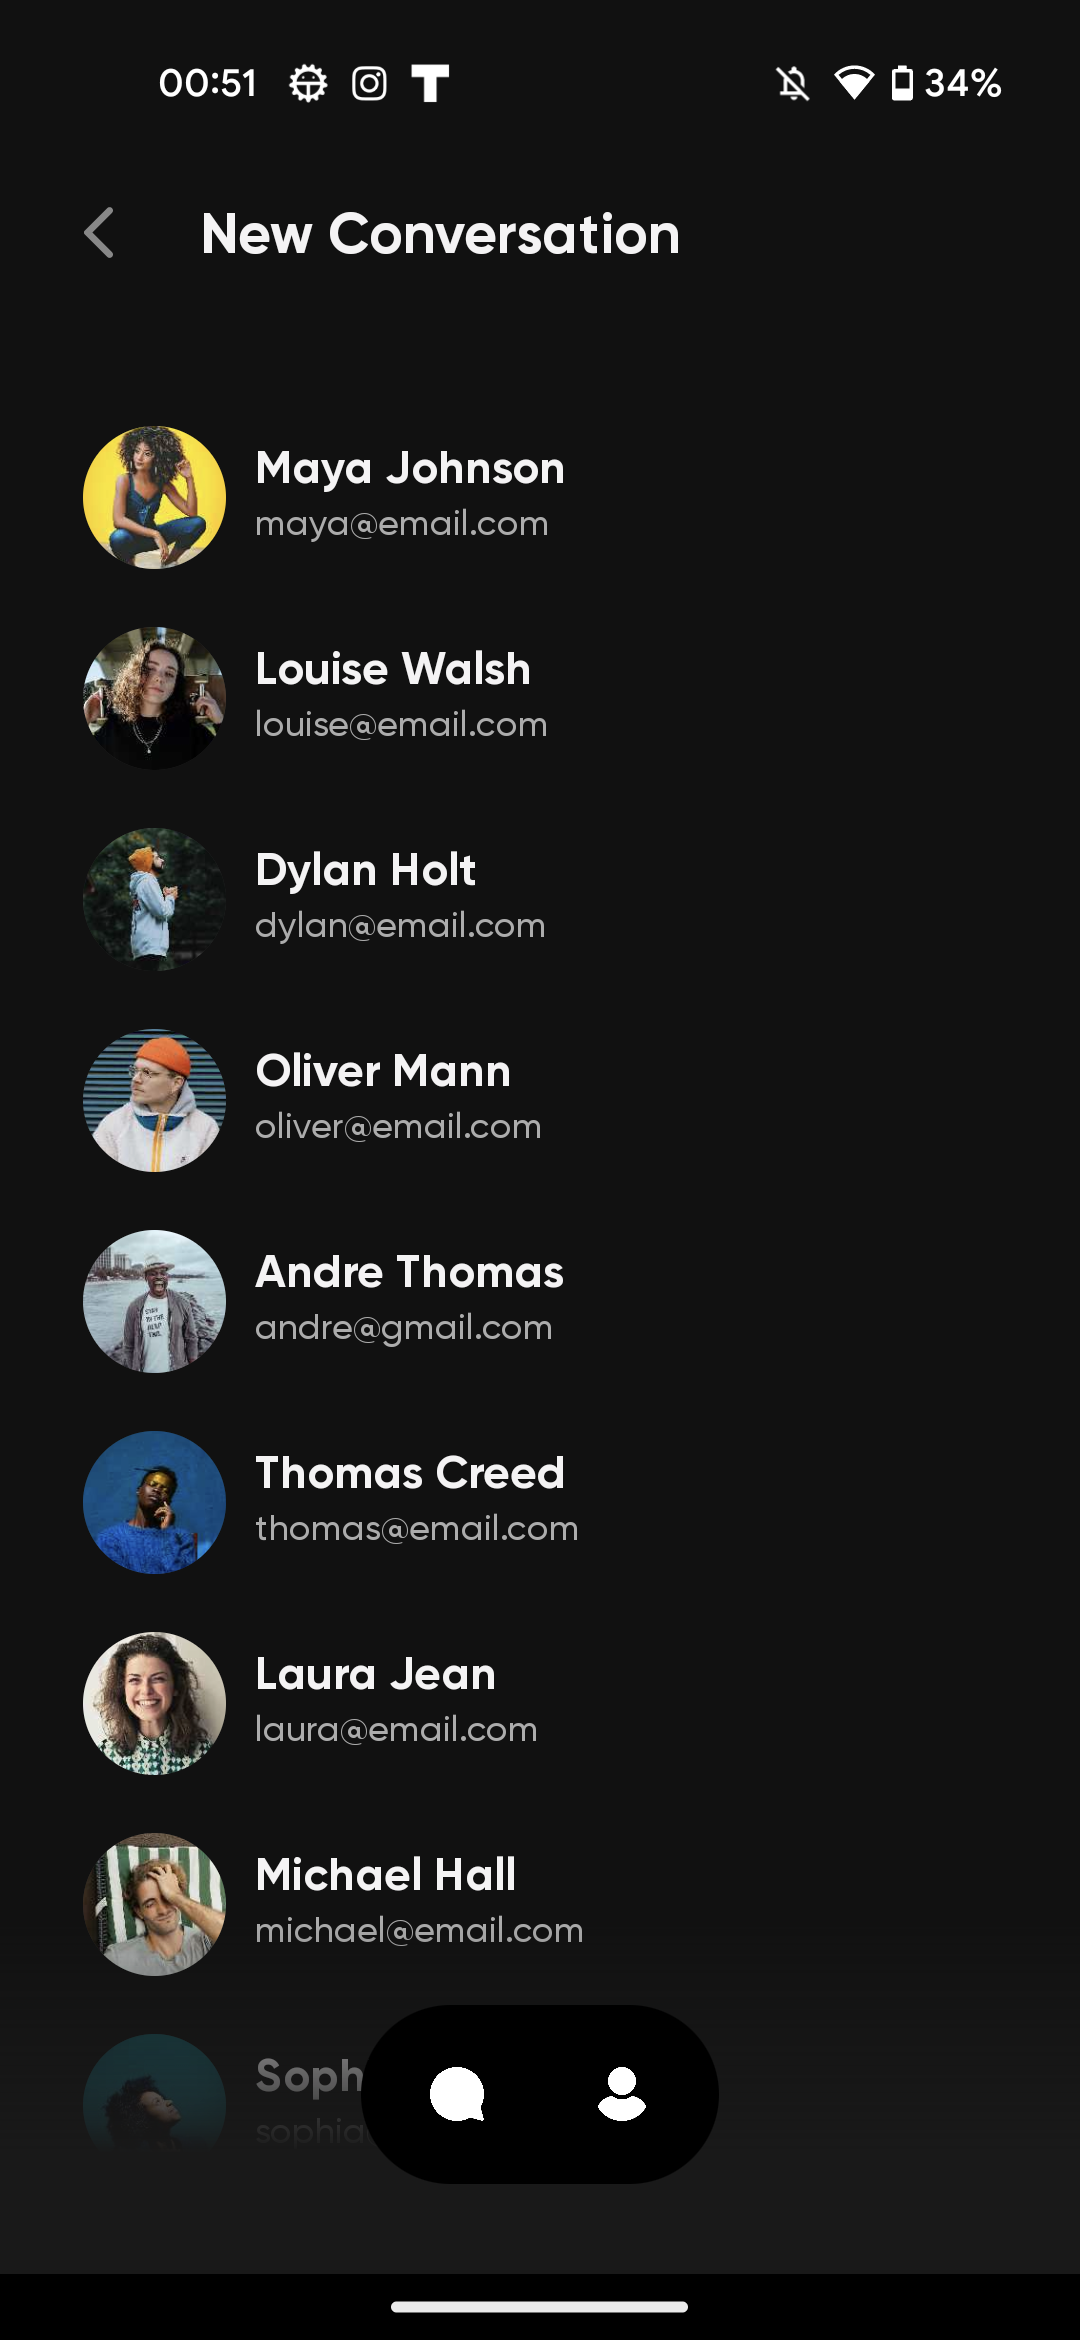 00:51
34%
New Conversation
Maya Johnson
maya@email.com
Louise Walsh
louise@email.com
Dylan Holt
dylan@email.com
Oliver Mann
oliver@email.com
Andre Thomas
andre@gmail.com
Thomas Creed
thomas@email.com
Laura Jean
laura@email.com
Michael Hall
michael@email.com
Soph
sophia